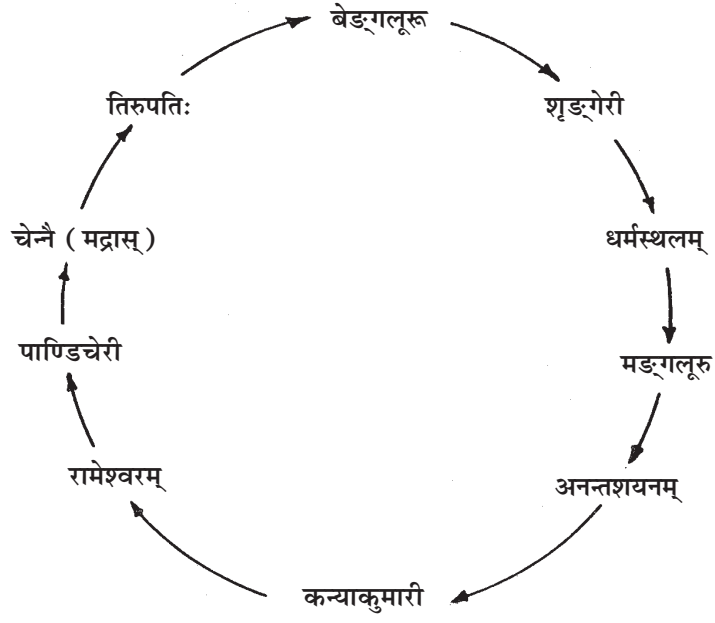 बेङ्गलूरू
शृङ्गेरी
धर्मस्थलम्
मङ्गलूरु
अनन्तशयनम्
कन्याकुमारी
रामेश्वरम्
पाण्डिचेरी
चेन्नै ( मद्रास् )
तिरुपतिः